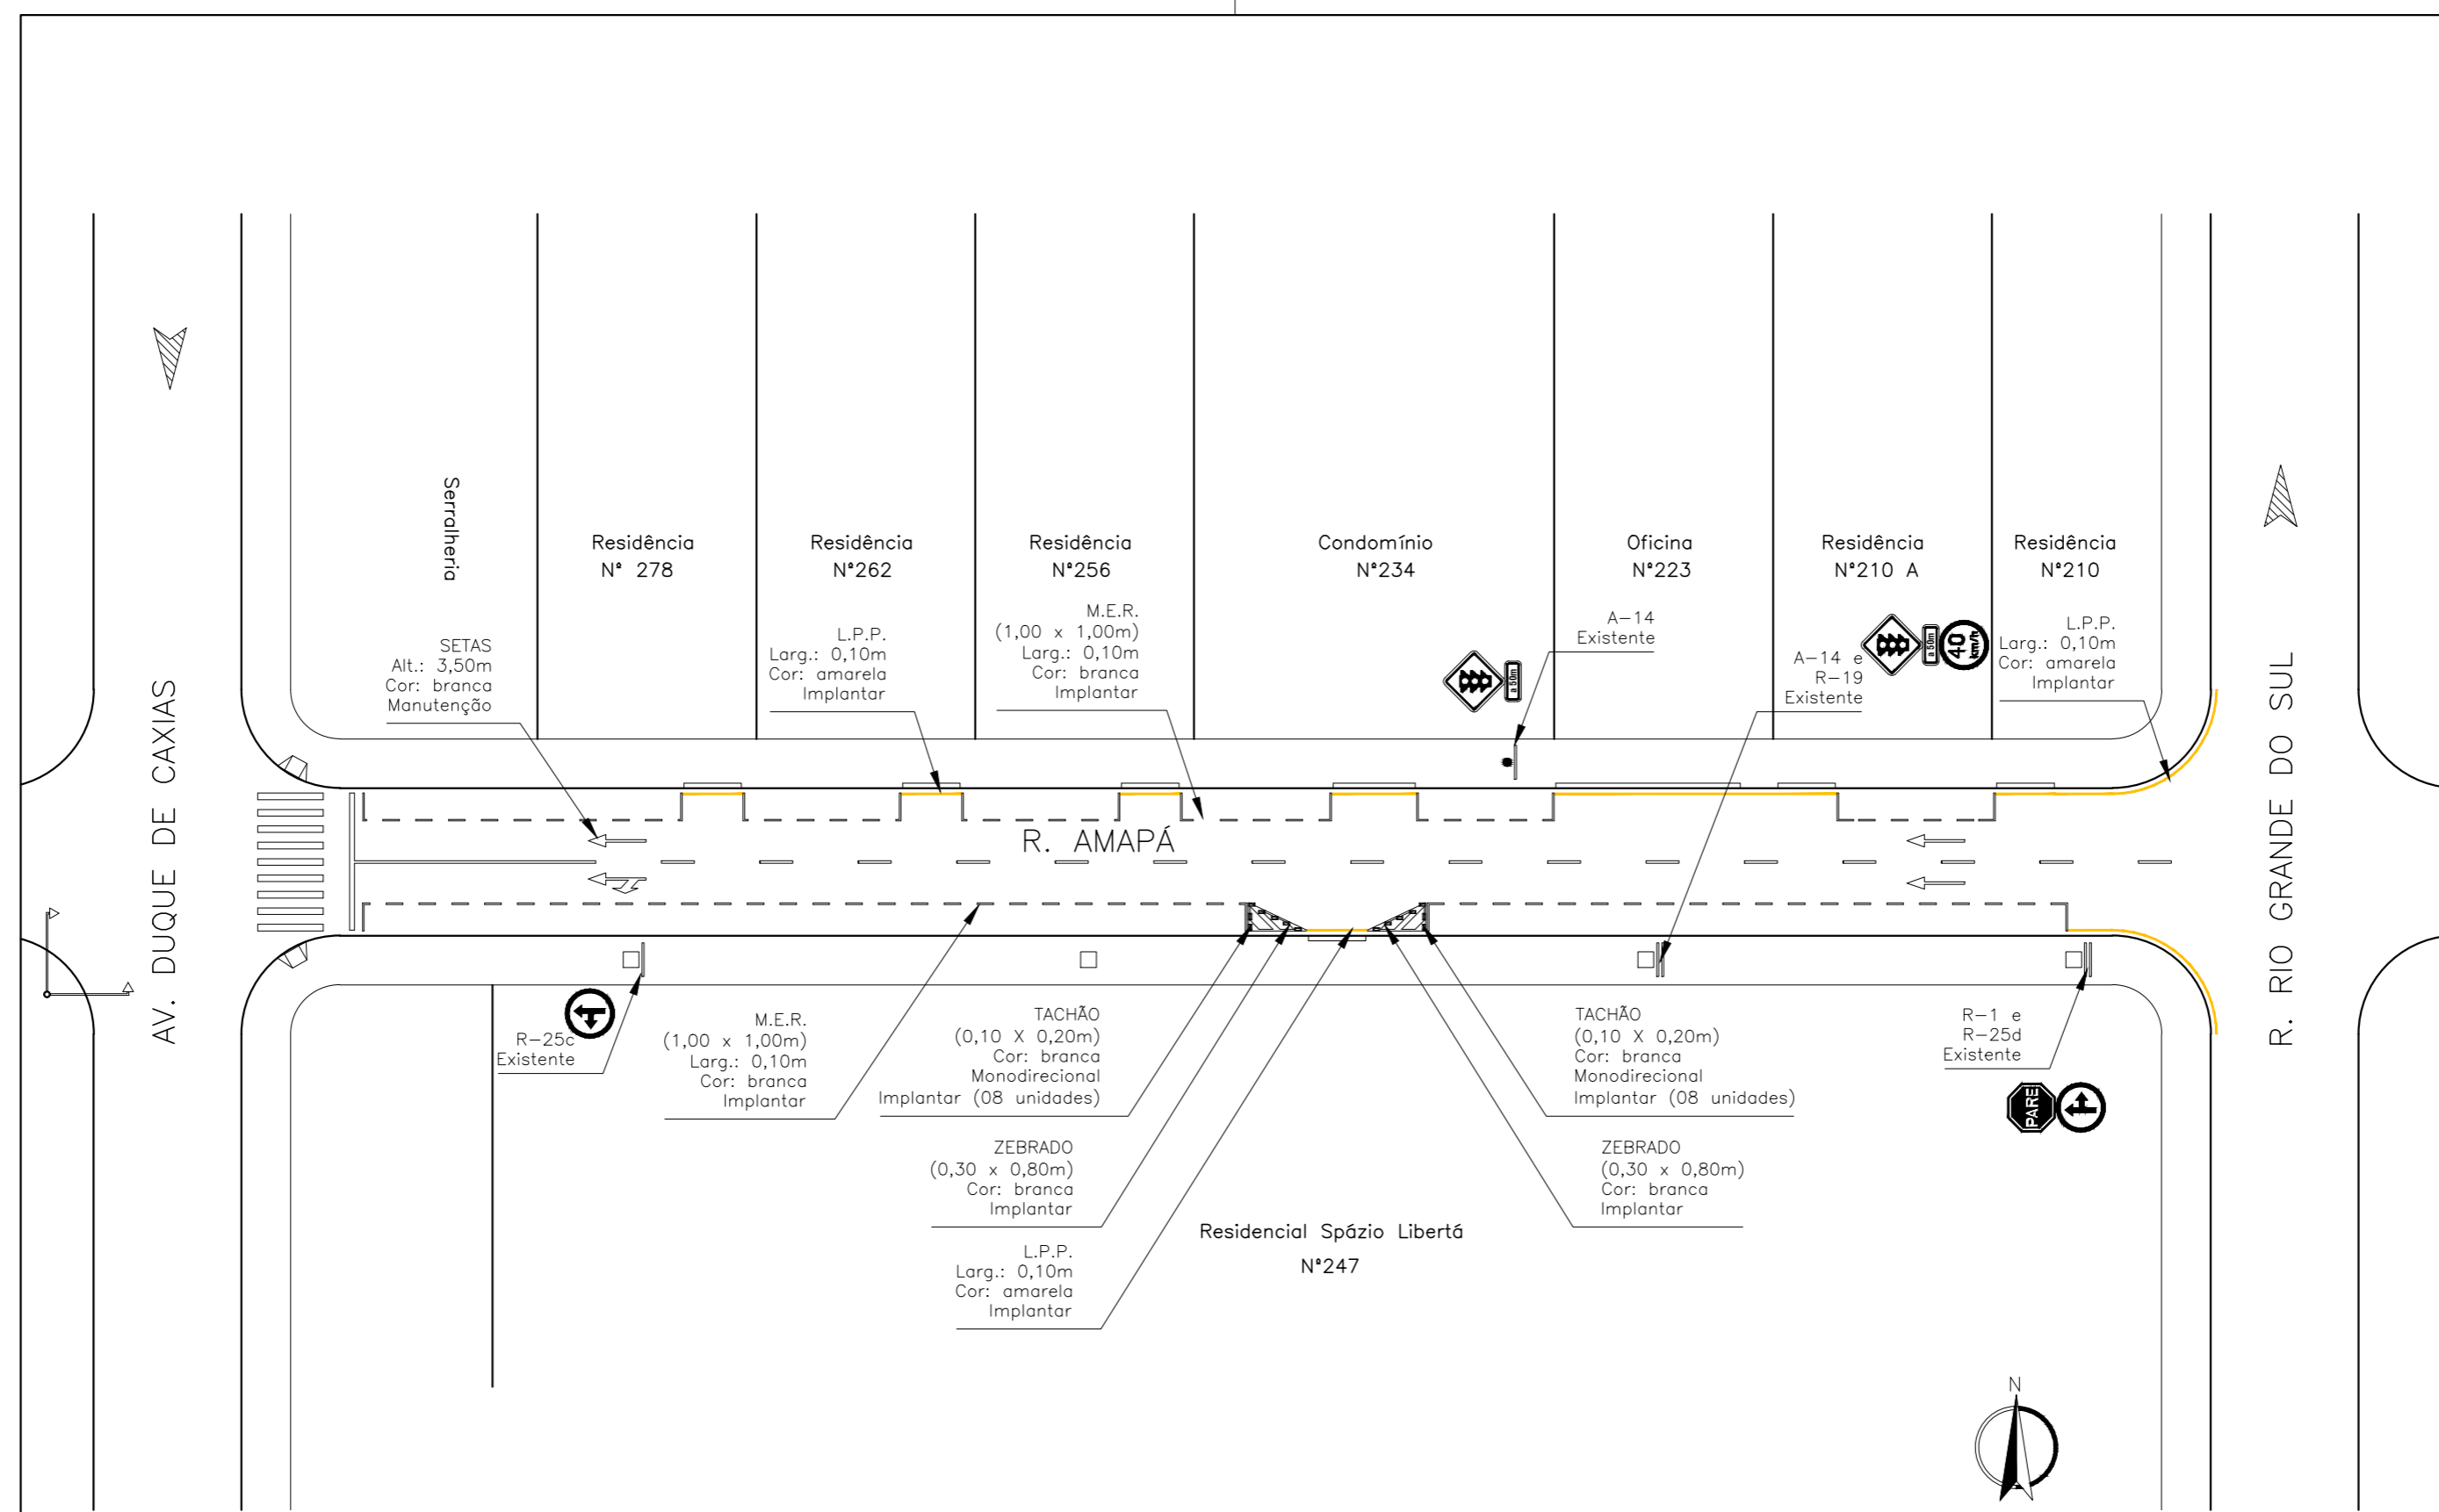 AV. DUQUE DE CAXIAS
Serralheria
Residência
N° 278
Residência
N°262
Residência
N°256
Condomínio
N°234
Oficina
N°223
Residência
N°210 A
Residência
N°210
SETAS
Alt.: 3,50m
Cor: branca
Manutenção
L.P.P.
Larg.: 0,10m
Cor: amarela
Implantar
M.E.R.
(1,00 x 1,00m)
Larg.: 0,10m
Cor: branca
Implantar
a 50m
A-14
Existente
A-14 e
R-19
Existente
a 50m
40
km/h
L.P.P.
Larg.: 0,10m
Cor: amarela
Implantar
R. AMAPÁ
R. RIO GRANDE DO SUL
R-25c
Existente
M.E.R.
(1,00 x 1,00m)
Larg.: 0,10m
Cor: branca
Implantar
TACHÃO
(0,10 X 0,20m)
Cor: branca
Monodirecional
Implantar (08 unidades)
ZEBRADO
(0,30 x 0,80m)
Cor: branca
Implantar
L.P.P.
Larg.: 0,10m
Cor: amarela
Implantar
TACHÃO
(0,10 X 0,20m)
Cor: branca
Monodirecional
Implantar (08 unidades)
ZEBRADO
(0,30 x 0,80m)
Cor: branca
Implantar
R-1 e
R-25d
Existente
PARE
Residencial Spázio Libertá
N°247
N